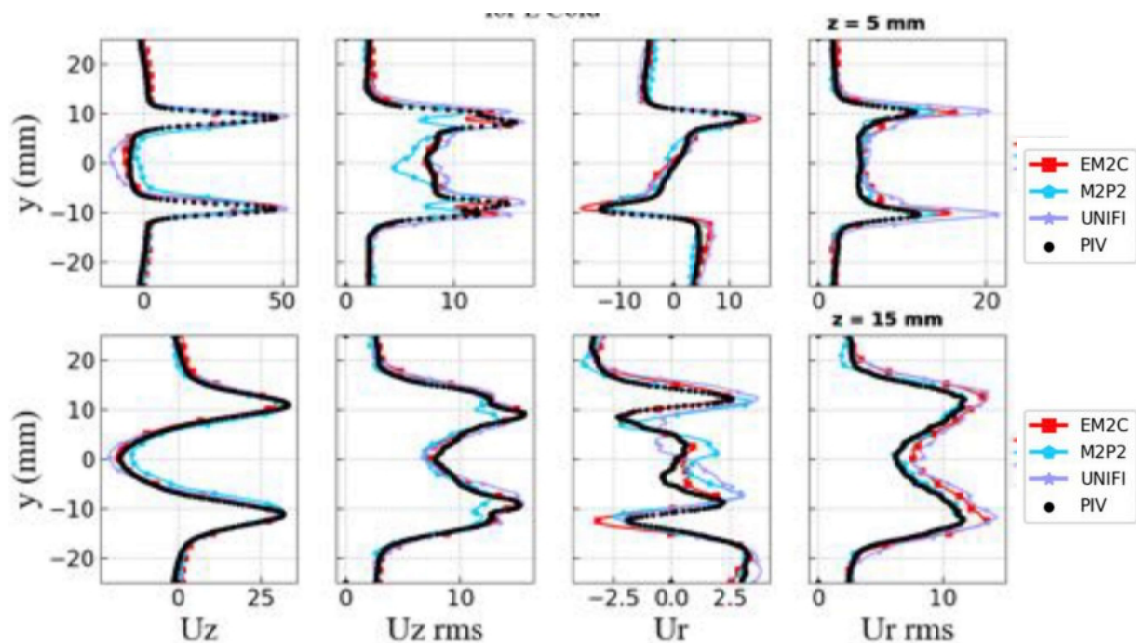 for L Cold
z = 5 mm
y (mm)
20
10
0
−10
−20
0 50
0 10
−10 0 10
0 20
EM2C
M2P2
UNIFI
PIV
z = 15 mm
y (mm)
20
10
0
−10
−20
0 25
0 10
−2.5 0.0 2.5
0 10
EM2C
M2P2
UNIFI
PIV
Uz Uz rms Ur Ur rms